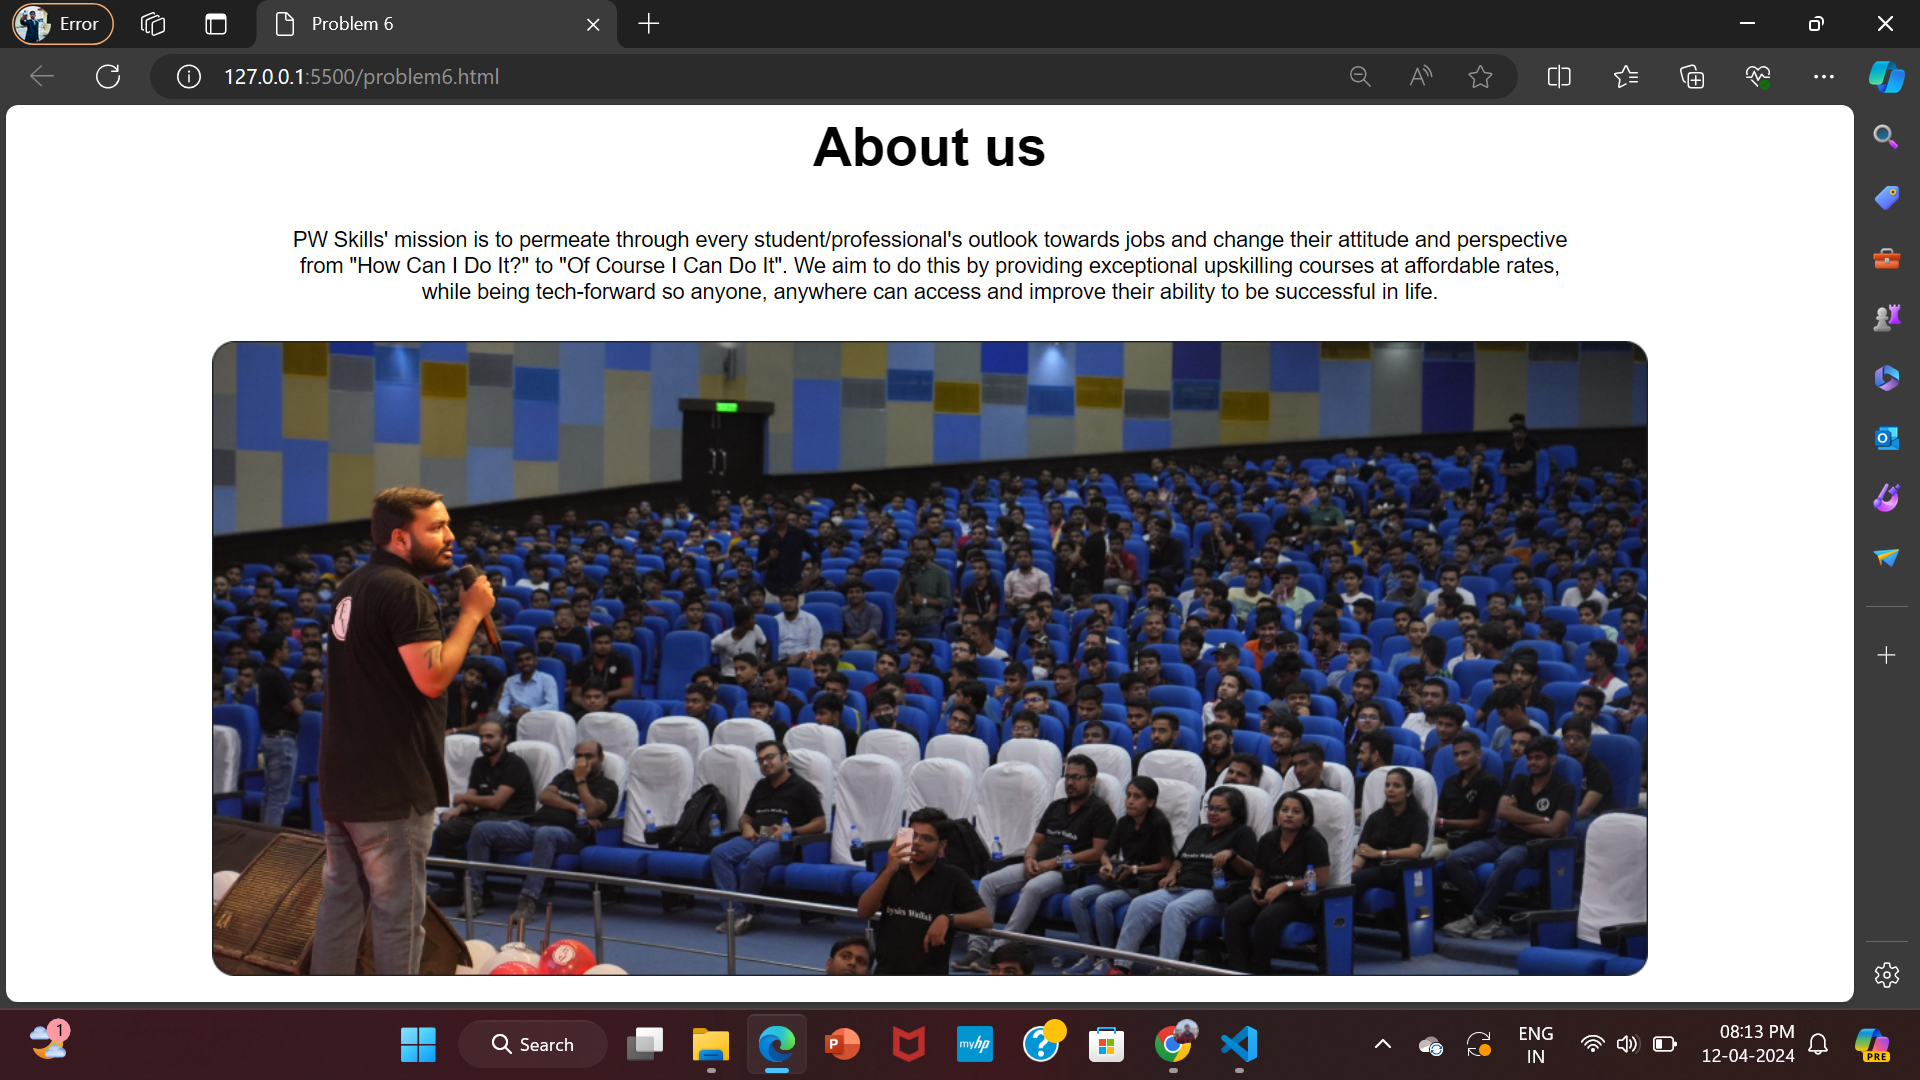 Error
Problem 6
127.0.0.1:5500/problem6.html
About us
PW Skills' mission is to permeate through every student/professional's outlook towards jobs and change their attitude and perspective
from "How Can I Do It?" to "Of Course I Can Do It". We aim to do this by providing exceptional upskilling courses at affordable rates,
while being tech-forward so anyone, anywhere can access and improve their ability to be successful in life.
1
Search
P
myhp
?
ENG
IN
08:13 PM
12-04-2024
PRE